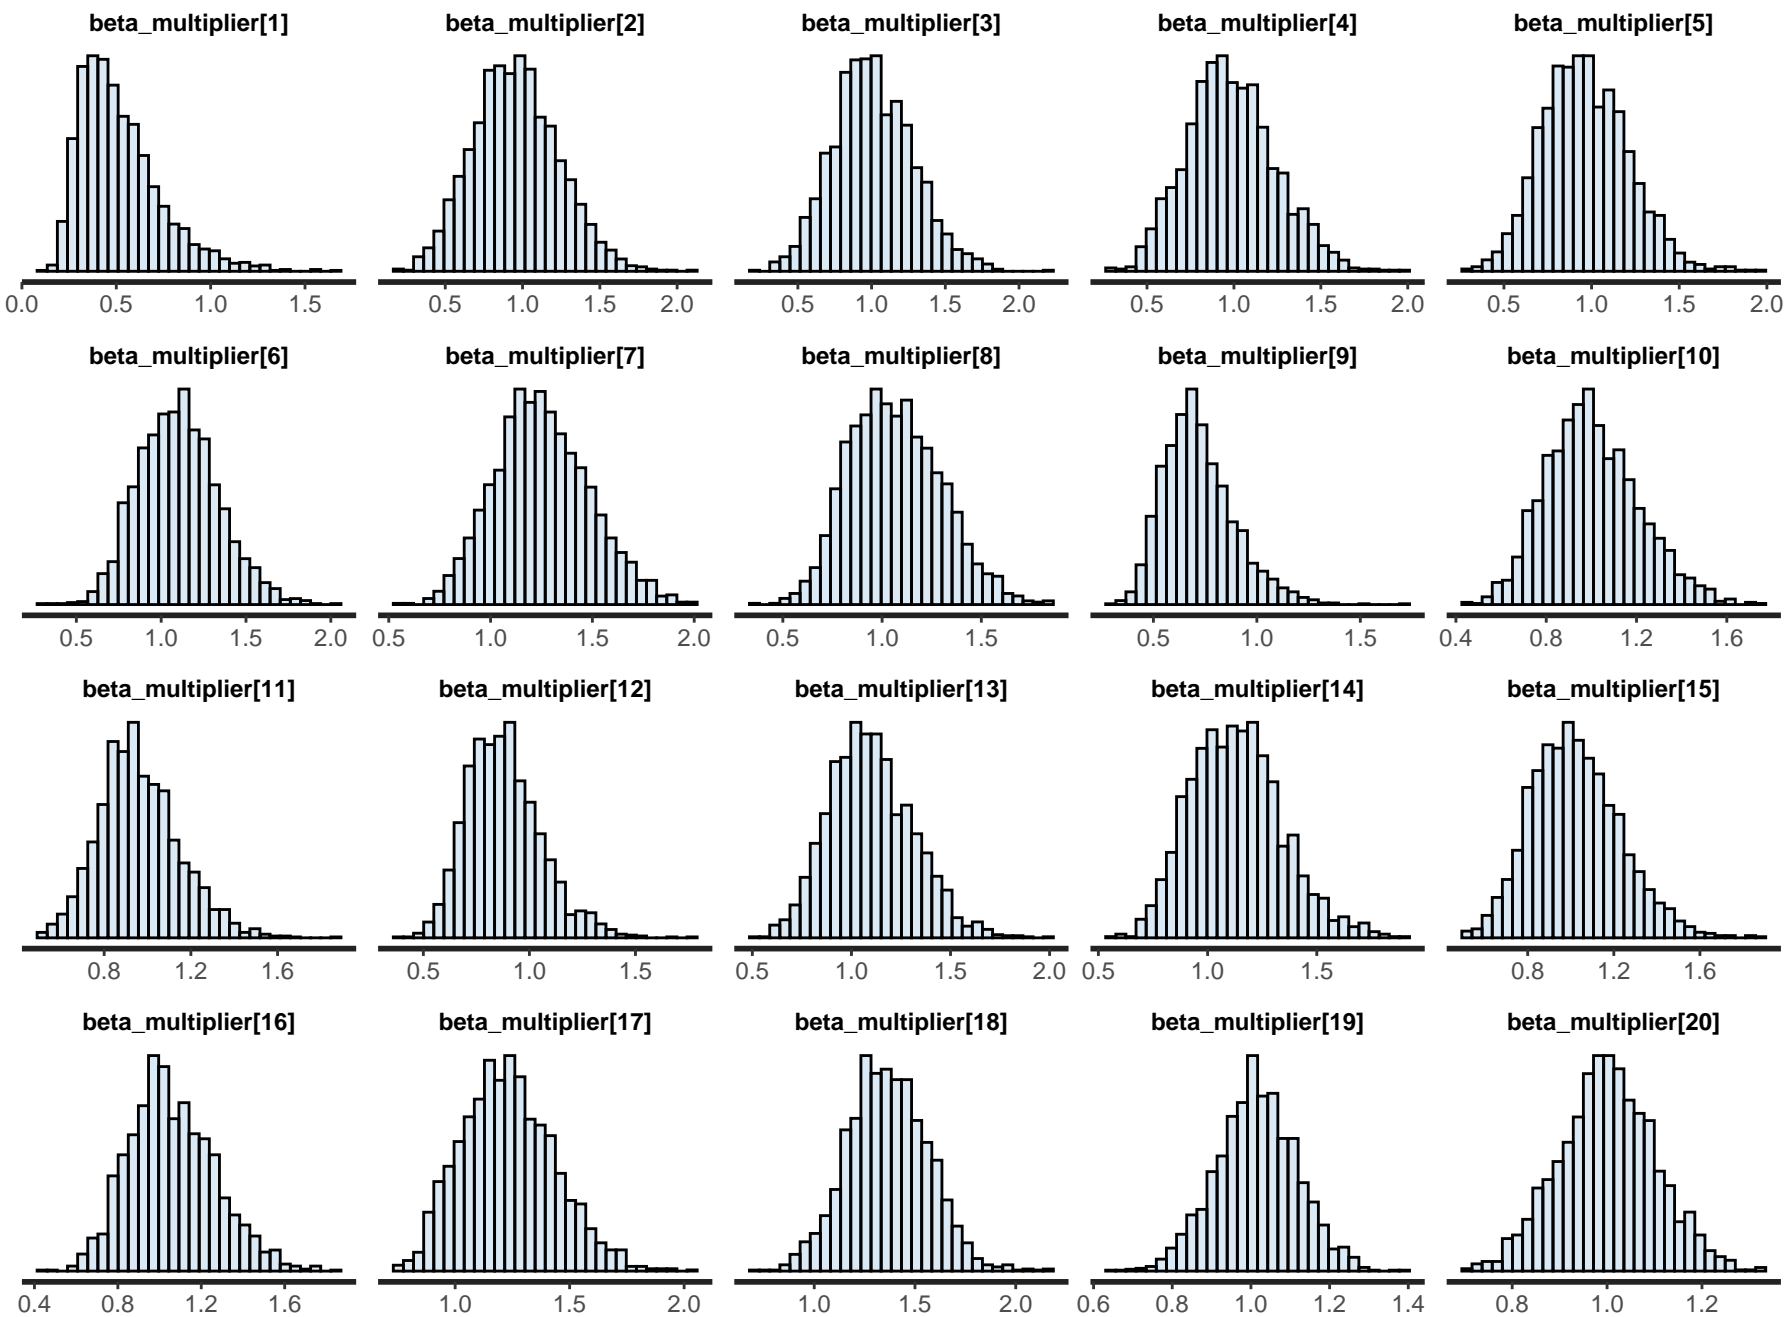 beta_multiplier[1] beta_multiplier[2] beta_multiplier[3] beta_multiplier[4] beta_multiplier[5]
0.0 0.5 1.0 1.5 0.5 1.0 1.5 2.0 0.5 1.0 1.5 2.0 0.5 1.0 1.5 2.0 0.5 1.0 1.5 2.0
beta_multiplier[6] beta_multiplier[7] beta_multiplier[8] beta_multiplier[9] beta_multiplier[10]
0.5 1.0 1.5 2.0 0.5 1.0 1.5 2.0 0.5 1.0 1.5 0.5 1.0 1.5 0.4 0.8 1.2 1.6
beta_multiplier[11] beta_multiplier[12] beta_multiplier[13] beta_multiplier[14] beta_multiplier[15]
0.8 1.2 1.6 0.5 1.0 1.5 0.5 1.0 1.5 2.0 0.5 1.0 1.5 0.8 1.2 1.6
beta_multiplier[16] beta_multiplier[17] beta_multiplier[18] beta_multiplier[19] beta_multiplier[20]
0.4 0.8 1.2 1.6 1.0 1.5 2.0 1.0 1.5 2.0 0.6 0.8 1.0 1.2 1.4 0.8 1.0 1.2